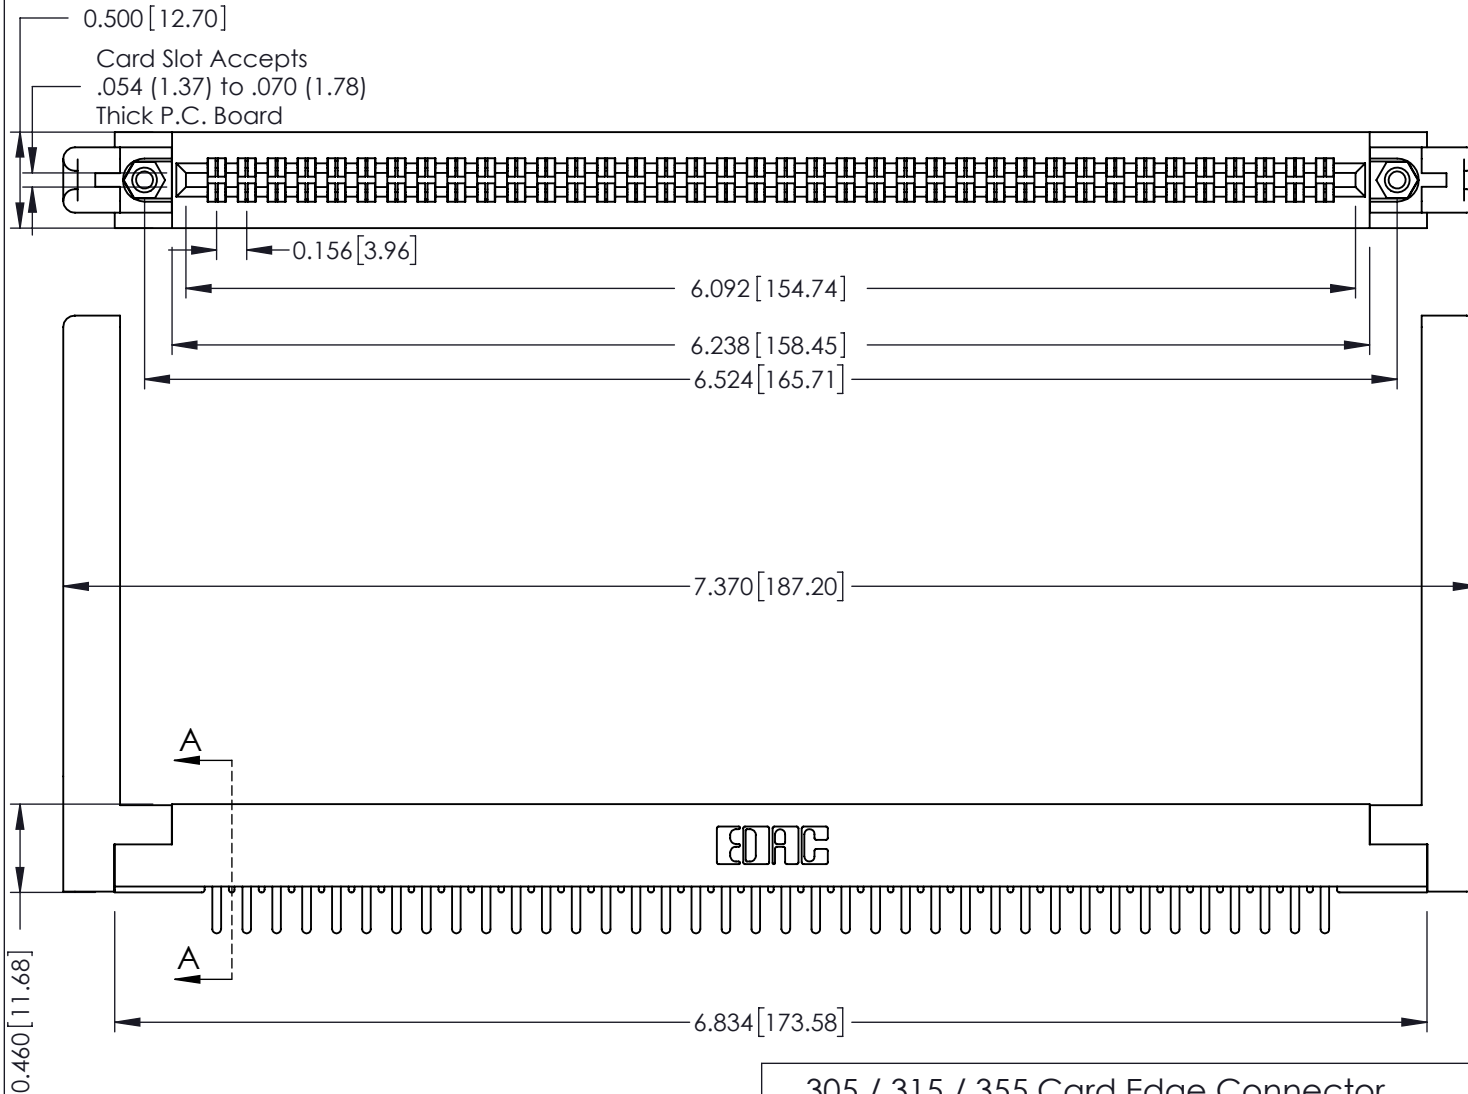 0.500[12.70]
Card Slot Accepts
.054 (1.37) to .070 (1.78)
Thick P.C. Board
0.156[3.96]
6.092[154.74]
6.238[158.45]
6.524[165.71]
7.370[187.20]
A
EDAC
A
0.460[11.68]
6.834[173.58]
305 / 315 / 355 Card Edge Connector